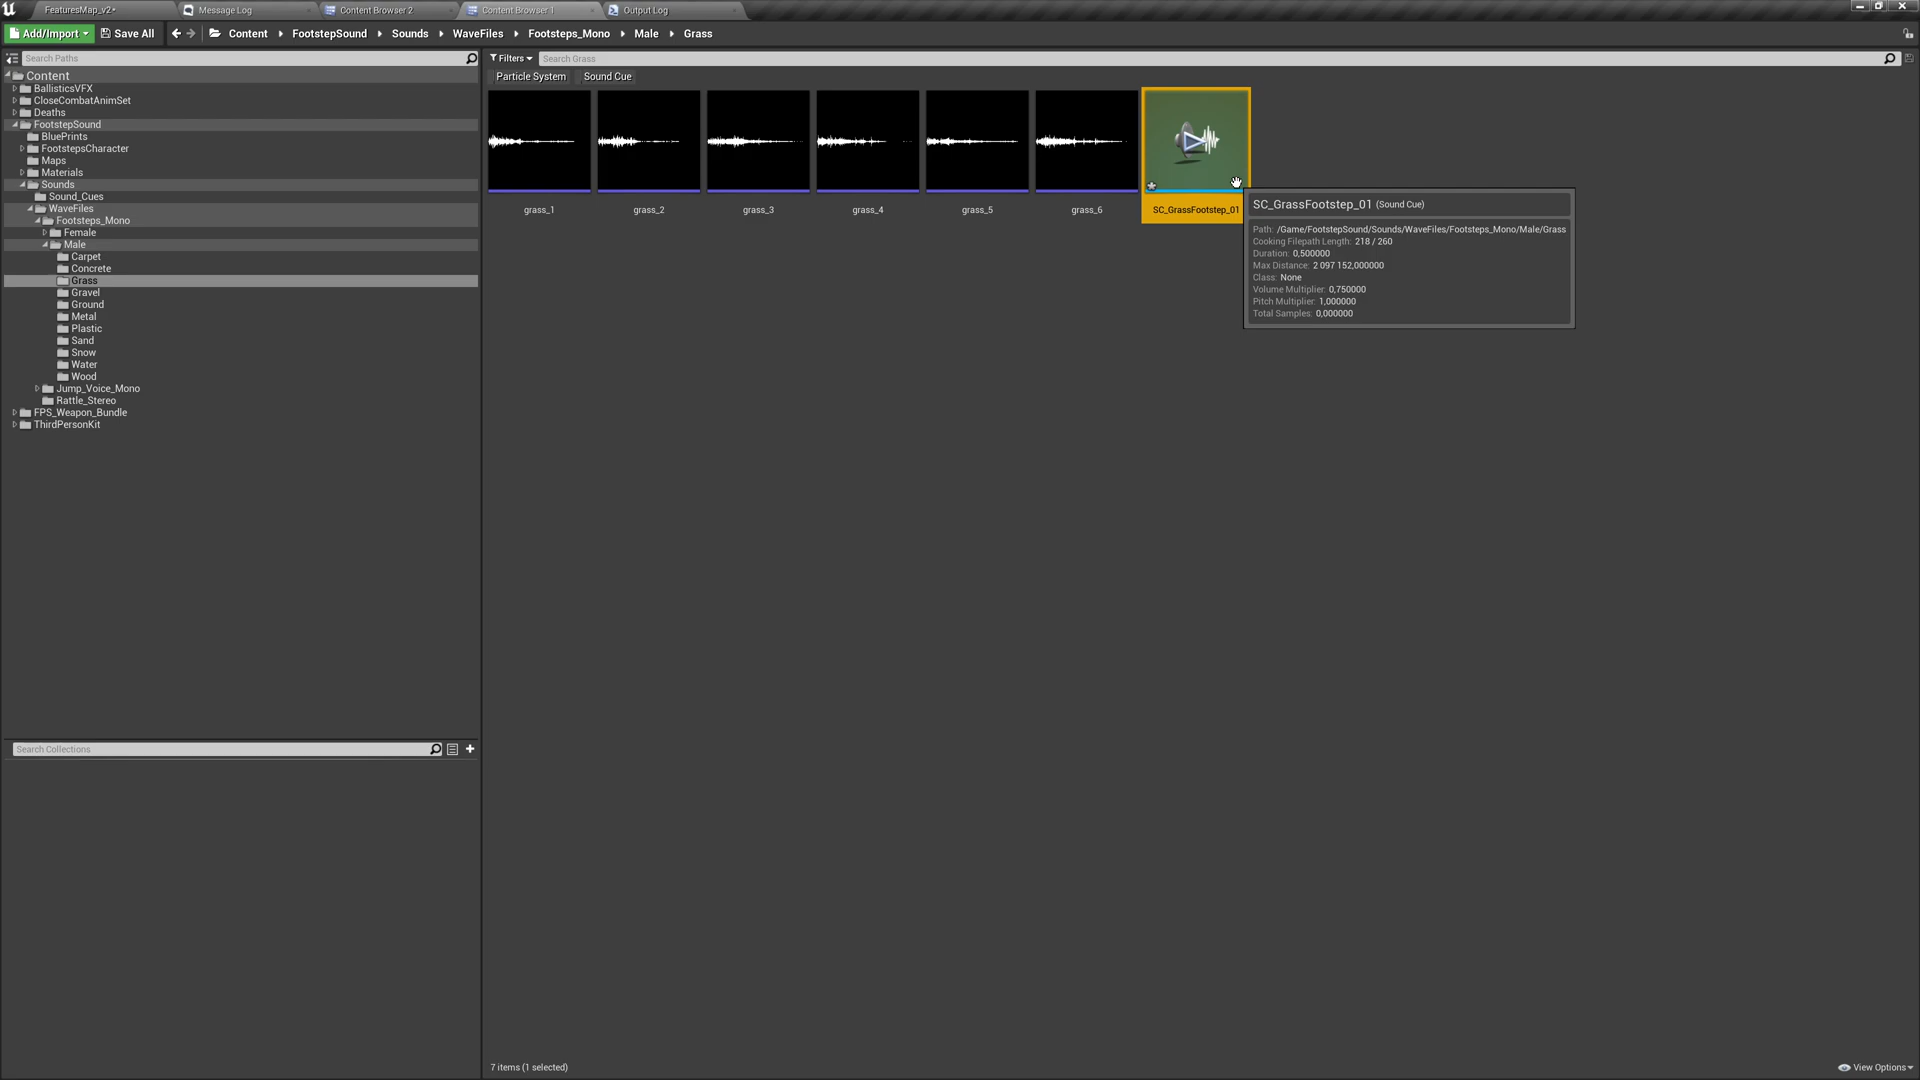 FeaturesMap_v2•
Message Log
Content Browser 2
Content Browser 1
Output Log
Add/Import
Save All
Content
FootstepSound
Sounds
WaveFiles
Footsteps_Mono
Male
Grass
Search Paths
Filters
Search Grass
Particle System
Sound Cue
Content
BallisticsVFX
CloseCombatAnimSet
Deaths
FootstepSound
BluePrints
FootstepsCharacter
Maps
Materials
Sounds
Sound_Cues
WaveFiles
Footsteps_Mono
Female
Male
Carpet
Concrete
Grass
Gravel
Ground
Metal
Plastic
Sand
Snow
Water
Wood
Jump_Voice_Mono
Rattle_Stereo
FPS_Weapon_Bundle
ThirdPersonKit
grass_1
grass_2
grass_3
grass_4
grass_5
grass_6
SC_GrassFootstep_01
SC_GrassFootstep_01 (Sound Cue)
Path: /Game/FootstepSound/Sounds/WaveFiles/Footsteps_Mono/Male/Grass
Cooking Filepath Length: 218 / 260
Duration: 0,500000
Max Distance: 2 097 152,000000
Class: None
Volume Multiplier: 0,750000
Pitch Multiplier: 1,000000
Total Samples: 0,000000
Search Collections
7 items (1 selected)
View Options